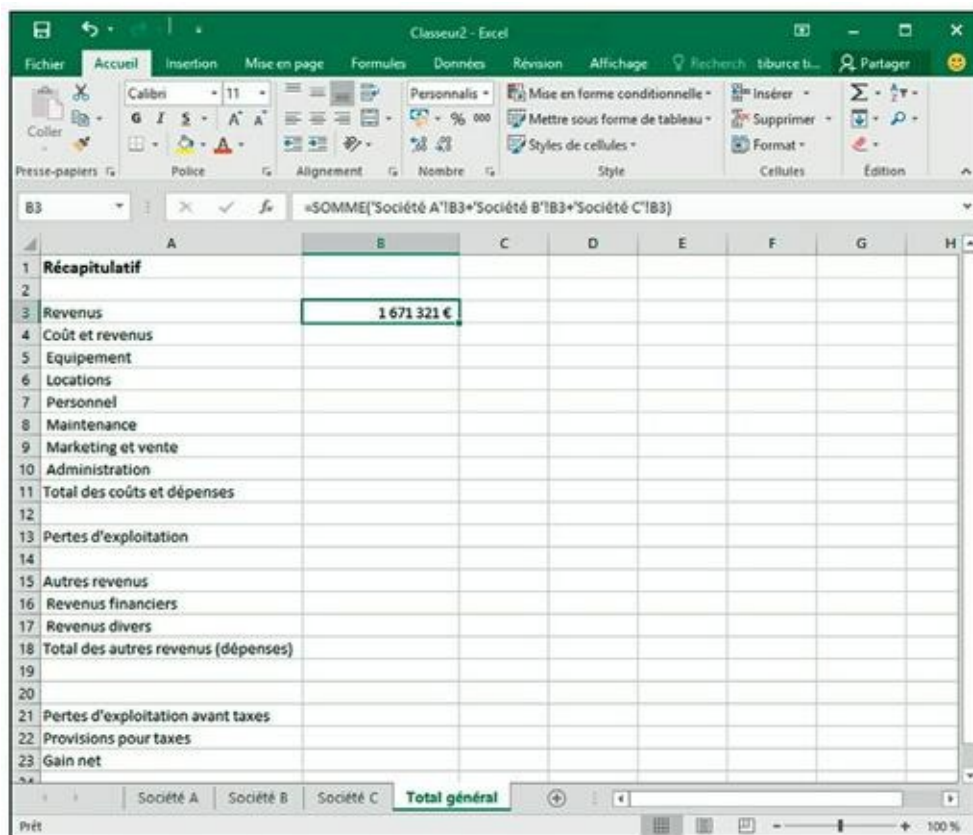 Classeur2 - Excel
Fichier Accueil Insertion Mise en page Formules Données Révision Affichage Recherch tiburce ti... Partager
Coller
Calibri 11
G I S A A
Personnalis
% 000
Mise en forme conditionnelle
Mettre sous forme de tableau
Styles de cellules
Insérer
Supprimer
Format
Presse-papiers Police Alignement Nombre Style Cellules Édition
B3 fx =SOMME('Société A'!B3+'Société B'!B3+'Société C'!B3)
A B C D E F G H
1 Récapitulatif
2
3 Revenus 1 671 321 €
4 Coût et revenus
5 Equipement
6 Locations
7 Personnel
8 Maintenance
9 Marketing et vente
10 Administration
11 Total des coûts et dépenses
12
13 Pertes d'exploitation
14
15 Autres revenus
16 Revenus financiers
17 Revenus divers
18 Total des autres revenus (dépenses)
19
20
21 Pertes d'exploitation avant taxes
22 Provisions pour taxes
23 Gain net
Société A Société B Société C Total général
Prêt 100 %